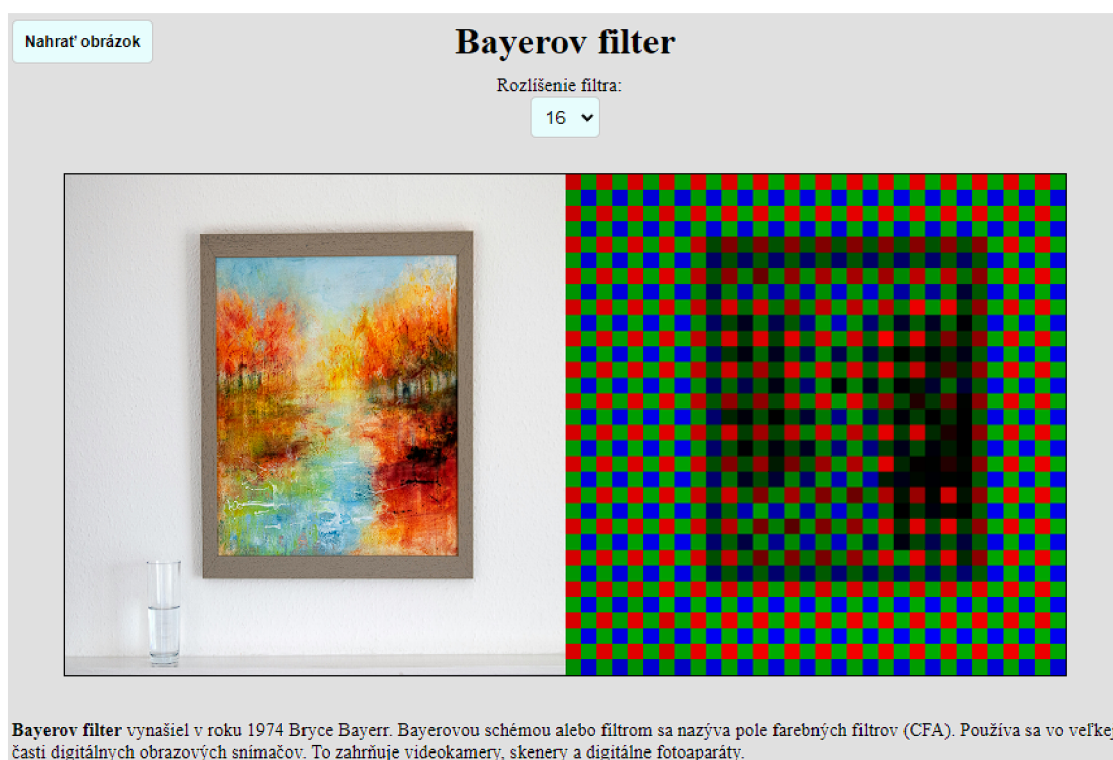 Nahrať obrázok
Bayerov filter
Rozlíšenie filtra:
16
Bayerov filter vynašiel v roku 1974 Bryce Bayerr. Bayerovou schémou alebo filtrom sa nazýva pole farebných filtrov (CFA). Používa sa vo veľkej
časti digitálnych obrazových snímačov. To zahrňuje videokamery, skenery a digitálne fotoaparáty.